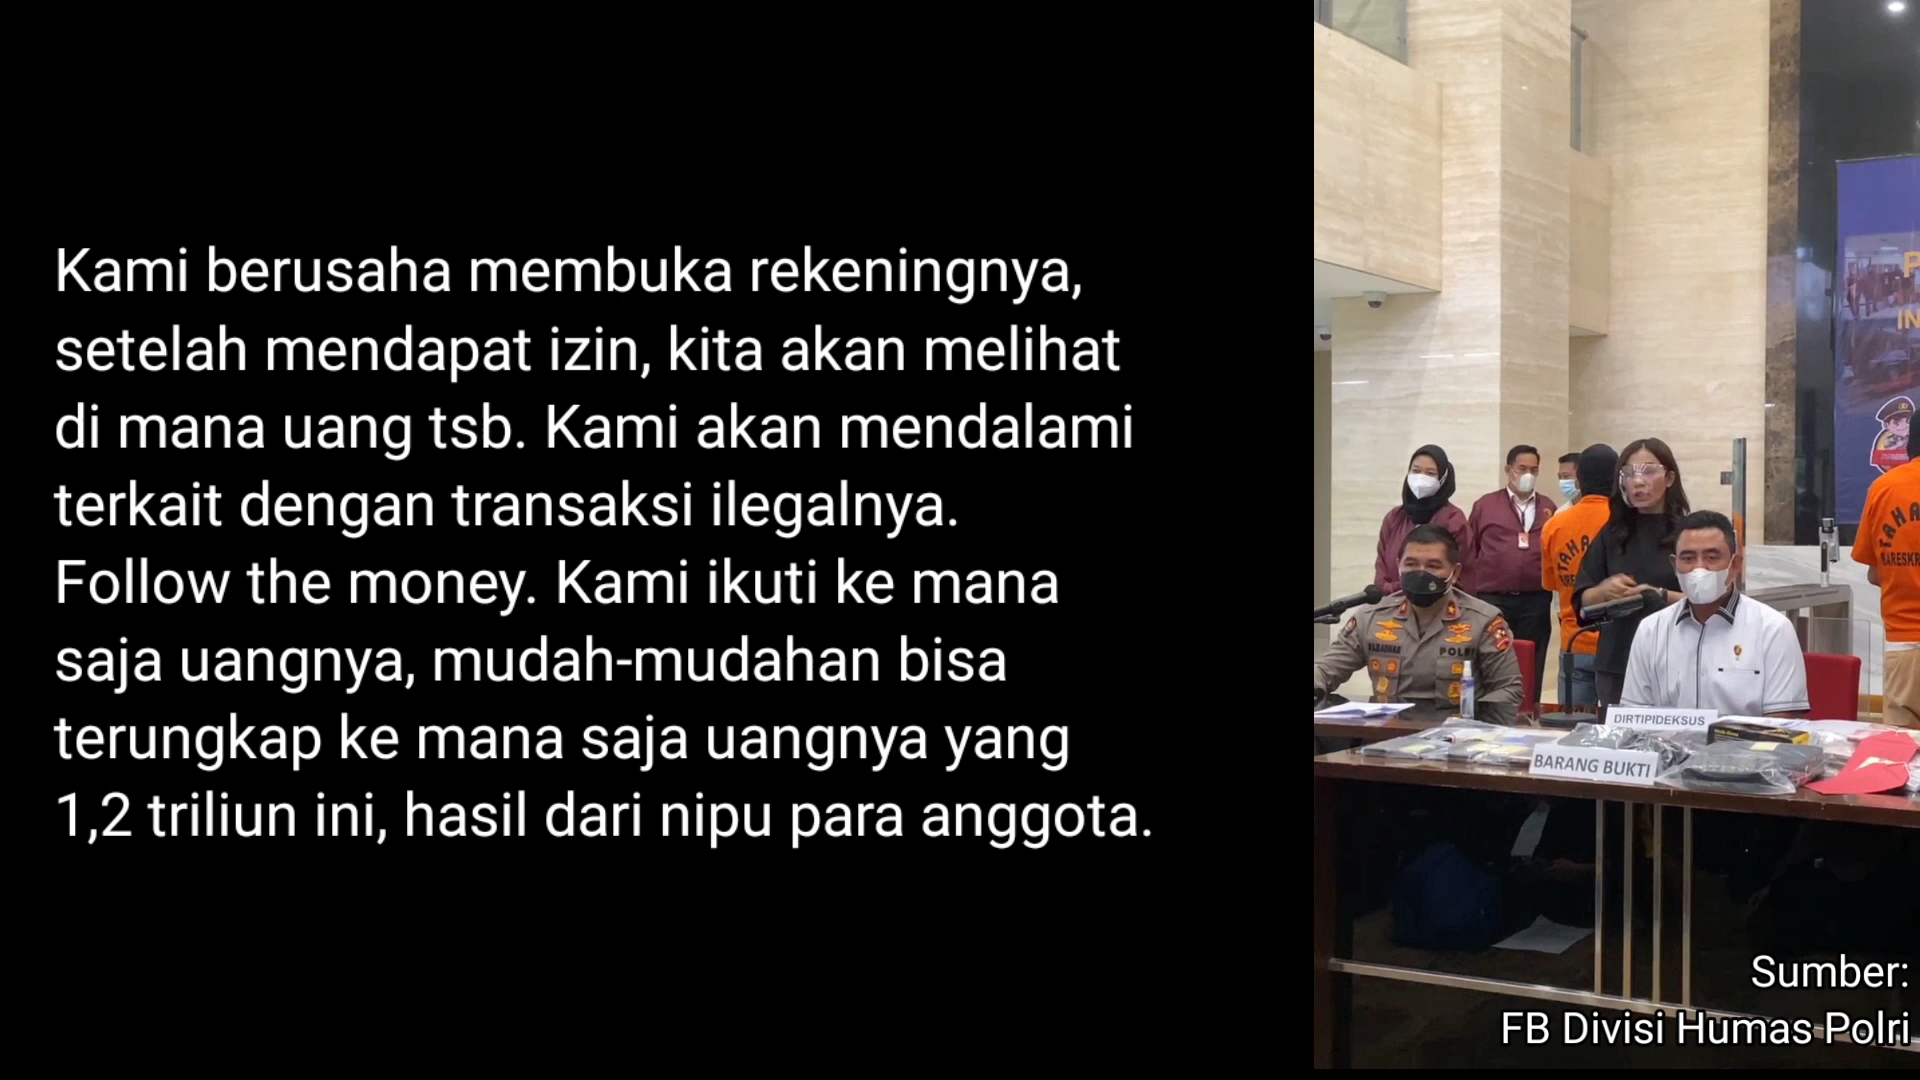 Kami berusaha membuka rekeningnya,
setelah mendapat izin, kita akan melihat
di mana uang tsb. Kami akan mendalami
terkait dengan transaksi ilegalnya.
Follow the money. Kami ikuti ke mana
saja uangnya, mudah-mudahan bisa
terungkap ke mana saja uangnya yang
1,2 triliun ini, hasil dari nipu para anggota.
DIRTIPIDEKSUS
BARANG BUKTI
Sumber:
FB Divisi Humas Polri